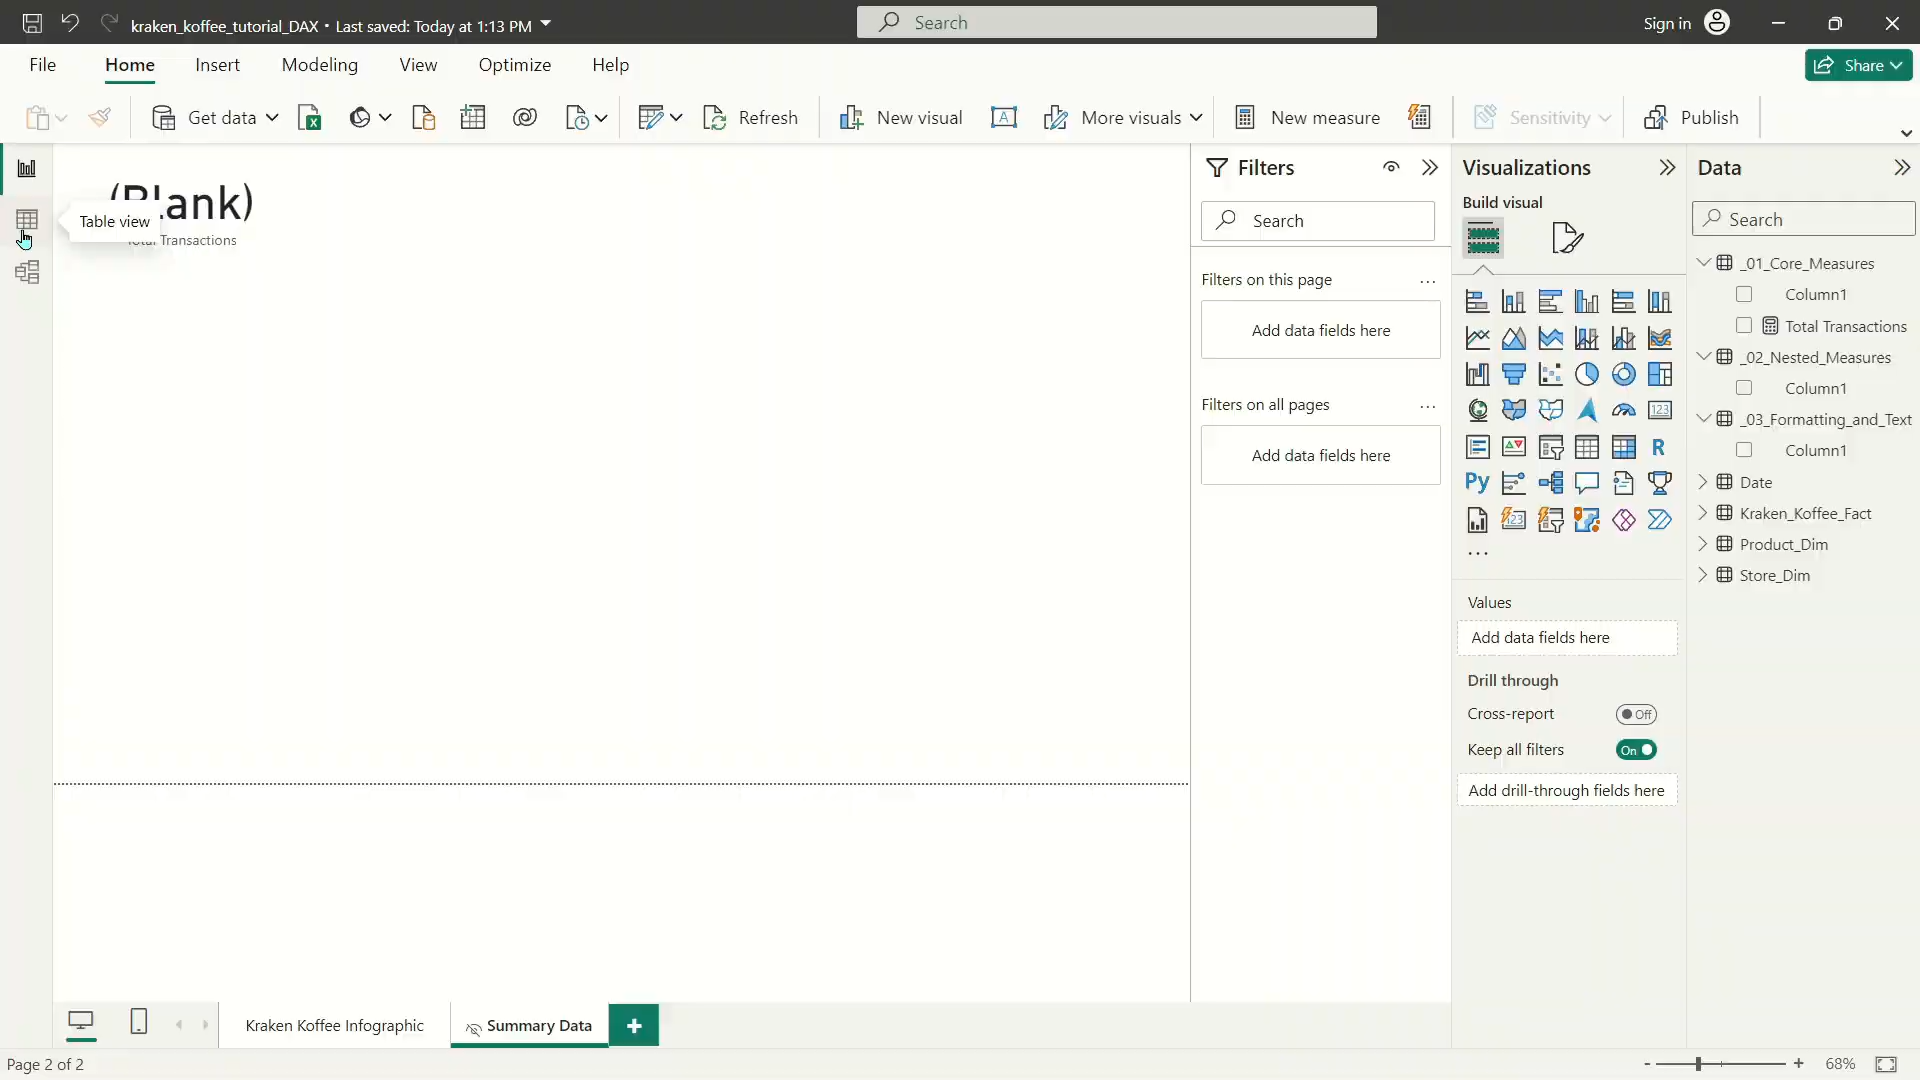 kraken_koffee_tutorial_DAX • Last saved: Today at 1:13 PM
Search
Sign in
File
Home
Insert
Modeling
View
Optimize
Help
Share
Get data
Refresh
New visual
A
More visuals
New measure
Sensitivity
Publish
(Blank)
Table view
Total Transactions
Filters
Search
Filters on this page
...
Add data fields here
Filters on all pages
...
Add data fields here
Visualizations
Build visual
123
R
Py
123
...
Values
Add data fields here
Drill through
Cross-report
Off
Keep all filters
On
Add drill-through fields here
Data
Search
_01_Core_Measures
Column1
Total Transactions
_02_Nested_Measures
Column1
_03_Formatting_and_Text
Column1
Date
Kraken_Koffee_Fact
Product_Dim
Store_Dim
Kraken Koffee Infographic
Summary Data
+
Page 2 of 2
-
+
68%